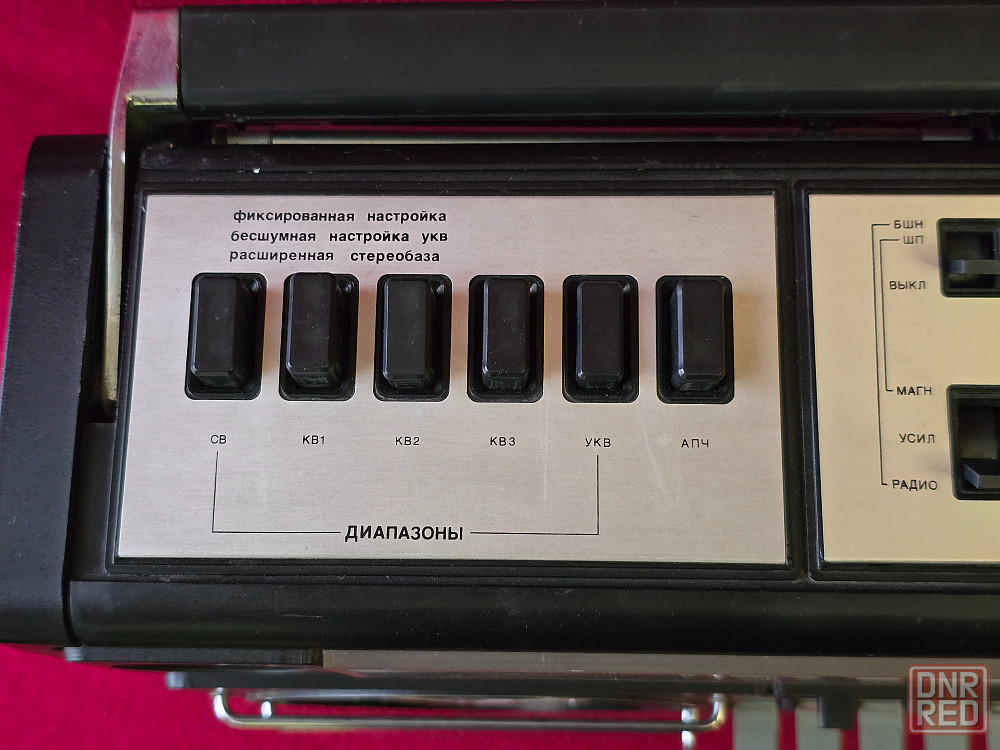 фиксированная настройка
бесшумная настройка укв
расширенная стереобаза
СВ КВ1 КВ2 КВ3 УКВ АПЧ
ДИАПАЗОНЫ
БШН
ШП
ВЫКЛ
МАГН
УСИЛ
РАДИО
DNR
RED